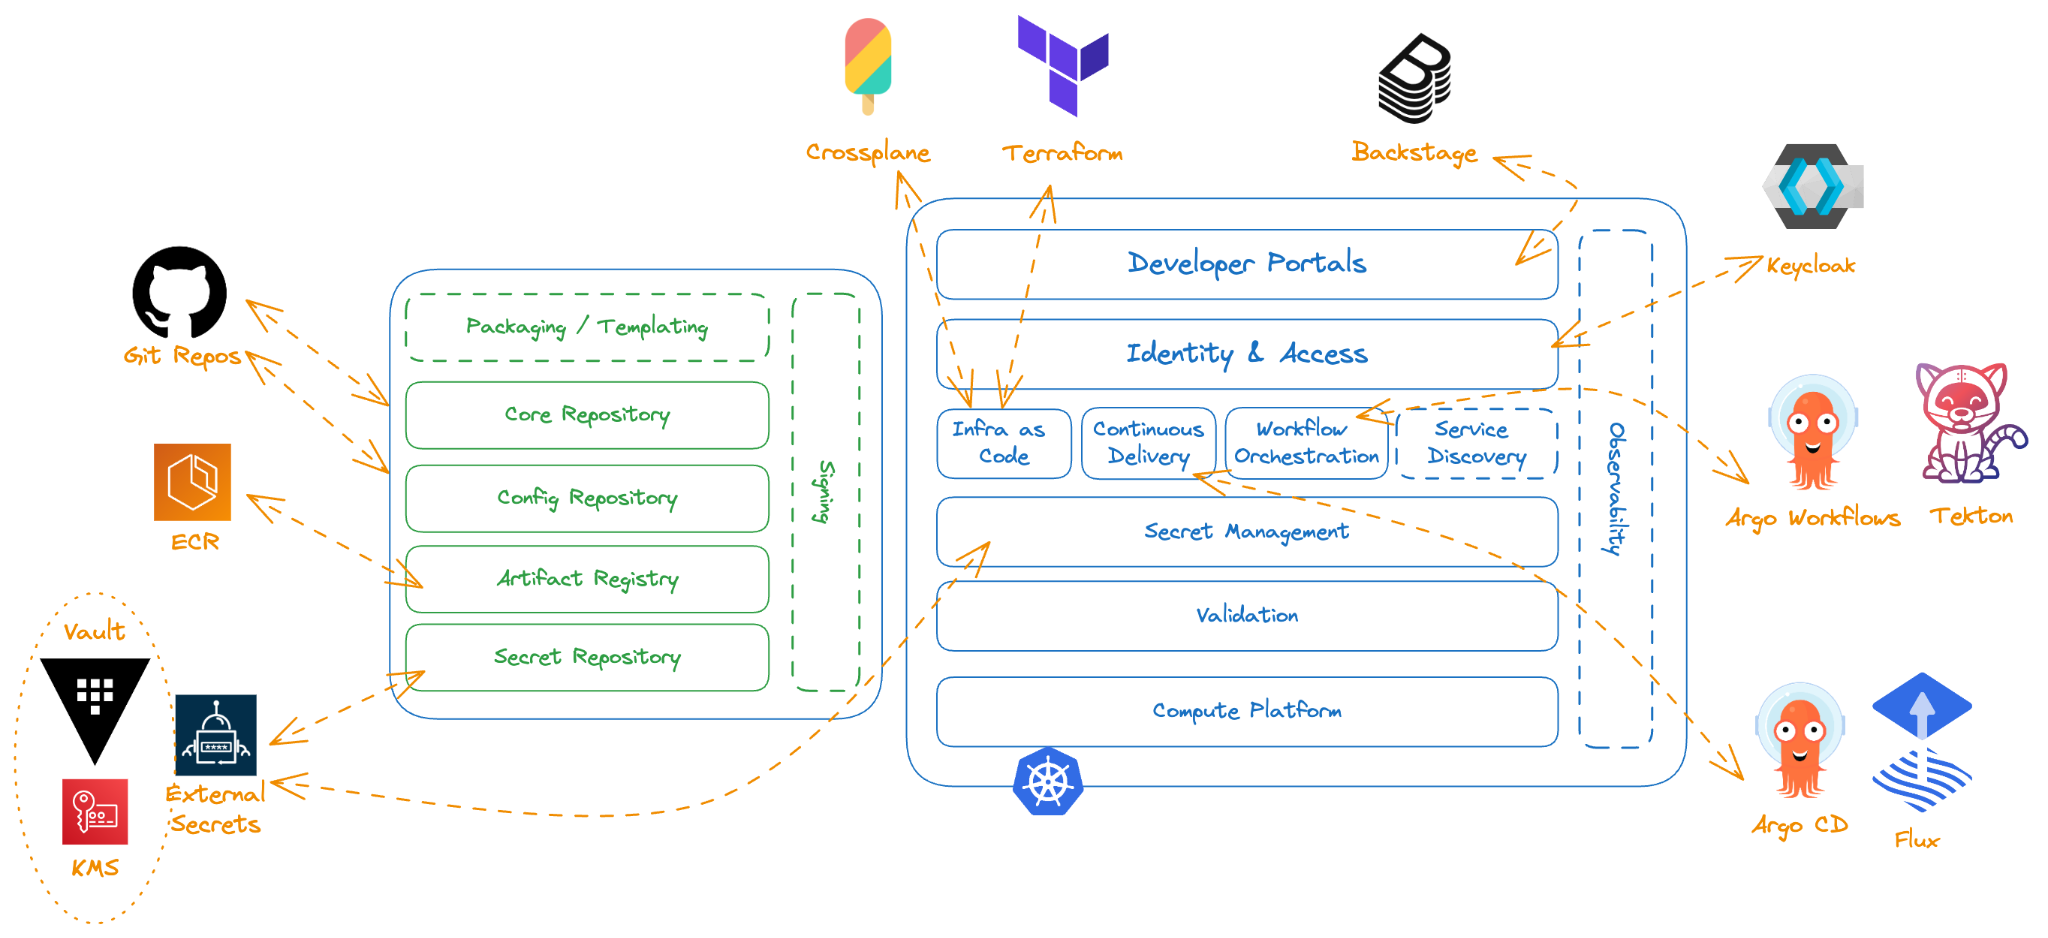 Crossplane
Terraform
Backstage
Keycloak
Git Repos
ECR
Vault
KMS
External
Secrets
****
Packaging / Templating
Core Repository
Config Repository
Artifact Registry
Secret Repository
Signing
Developer Portals
Identity & Access
Infra as
Code
Continuous
Delivery
Workflow
Orchestration
Service
Discovery
Secret Management
Validation
Compute Platform
Observability
Argo Workflows
Tekton
Argo CD
Flux